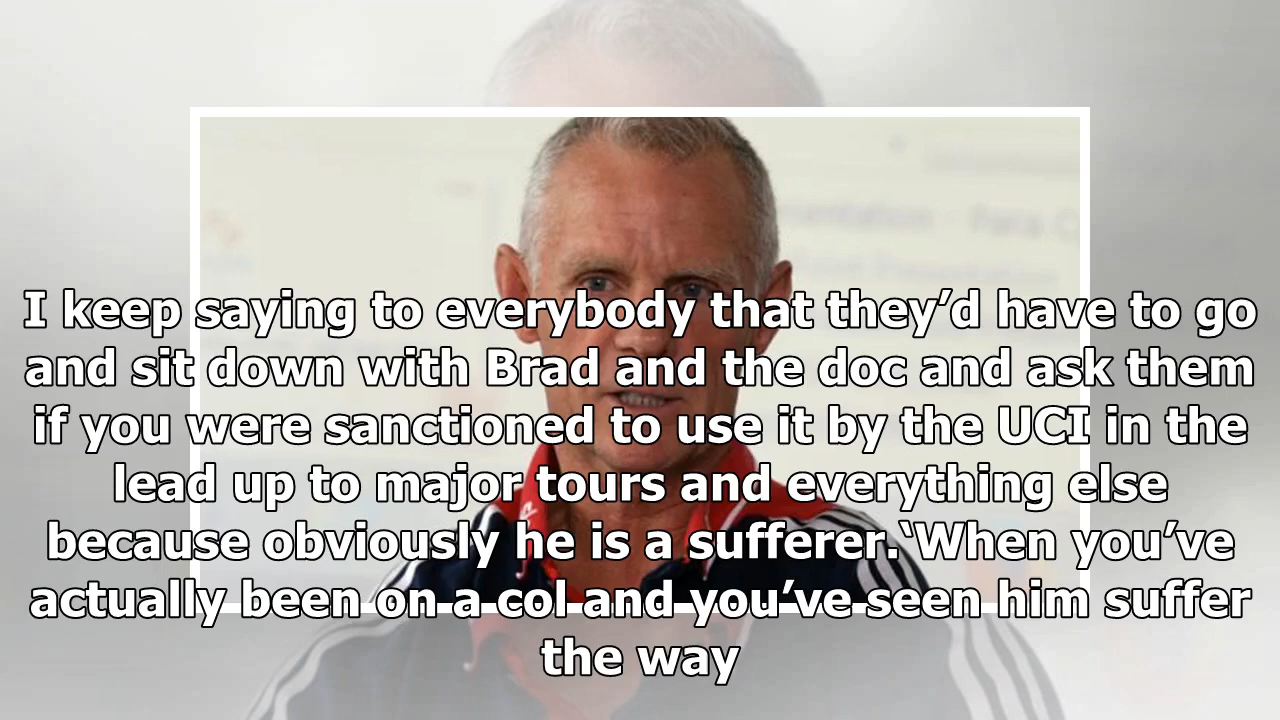 I keep saying to everybody that they’d have to go
and sit down with Brad and the doc and ask them
if you were sanctioned to use it by the UCI in the
lead up to major tours and everything else
because obviously he is a sufferer.‘When you’ve
actually been on a col and you’ve seen him suffer
the way